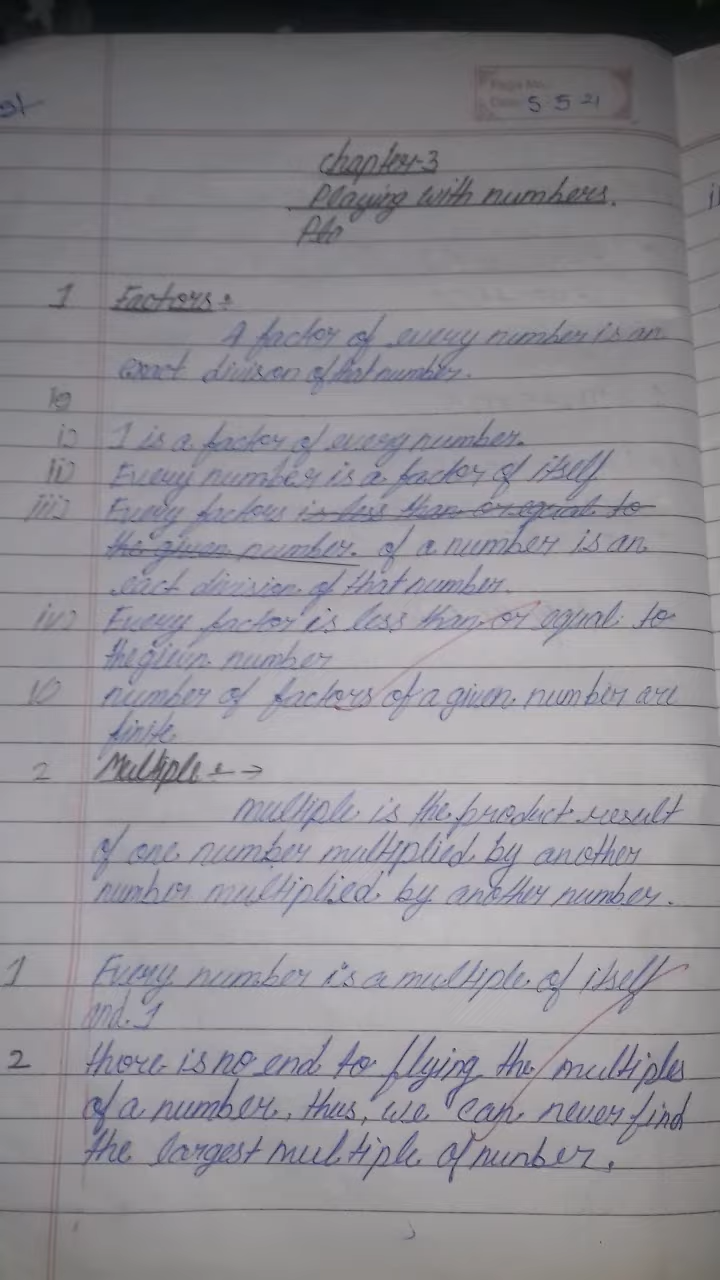 Page No.
Date 5 5 21
chapter-3
Playing with numbers.
1 Factors :
A factor of every number is an
exact division of that number.
i) 1 is a factor of every number.
ii) Every number is a factor of itself
iii) Every factors is less than or equal to
the given number. of a number is an
exact division of that number.
iv) Every factor is less than or equal to
the given number
number of factors of a given number are
finite
2 Multiple : →
multiple is the product result
of one number multiplied by another
number multiplied by another number.
1 Every number is a multiple of itself
and 1
2 there is no end to flying the multiples
of a number, thus, we can never find
the largest multiple of number.